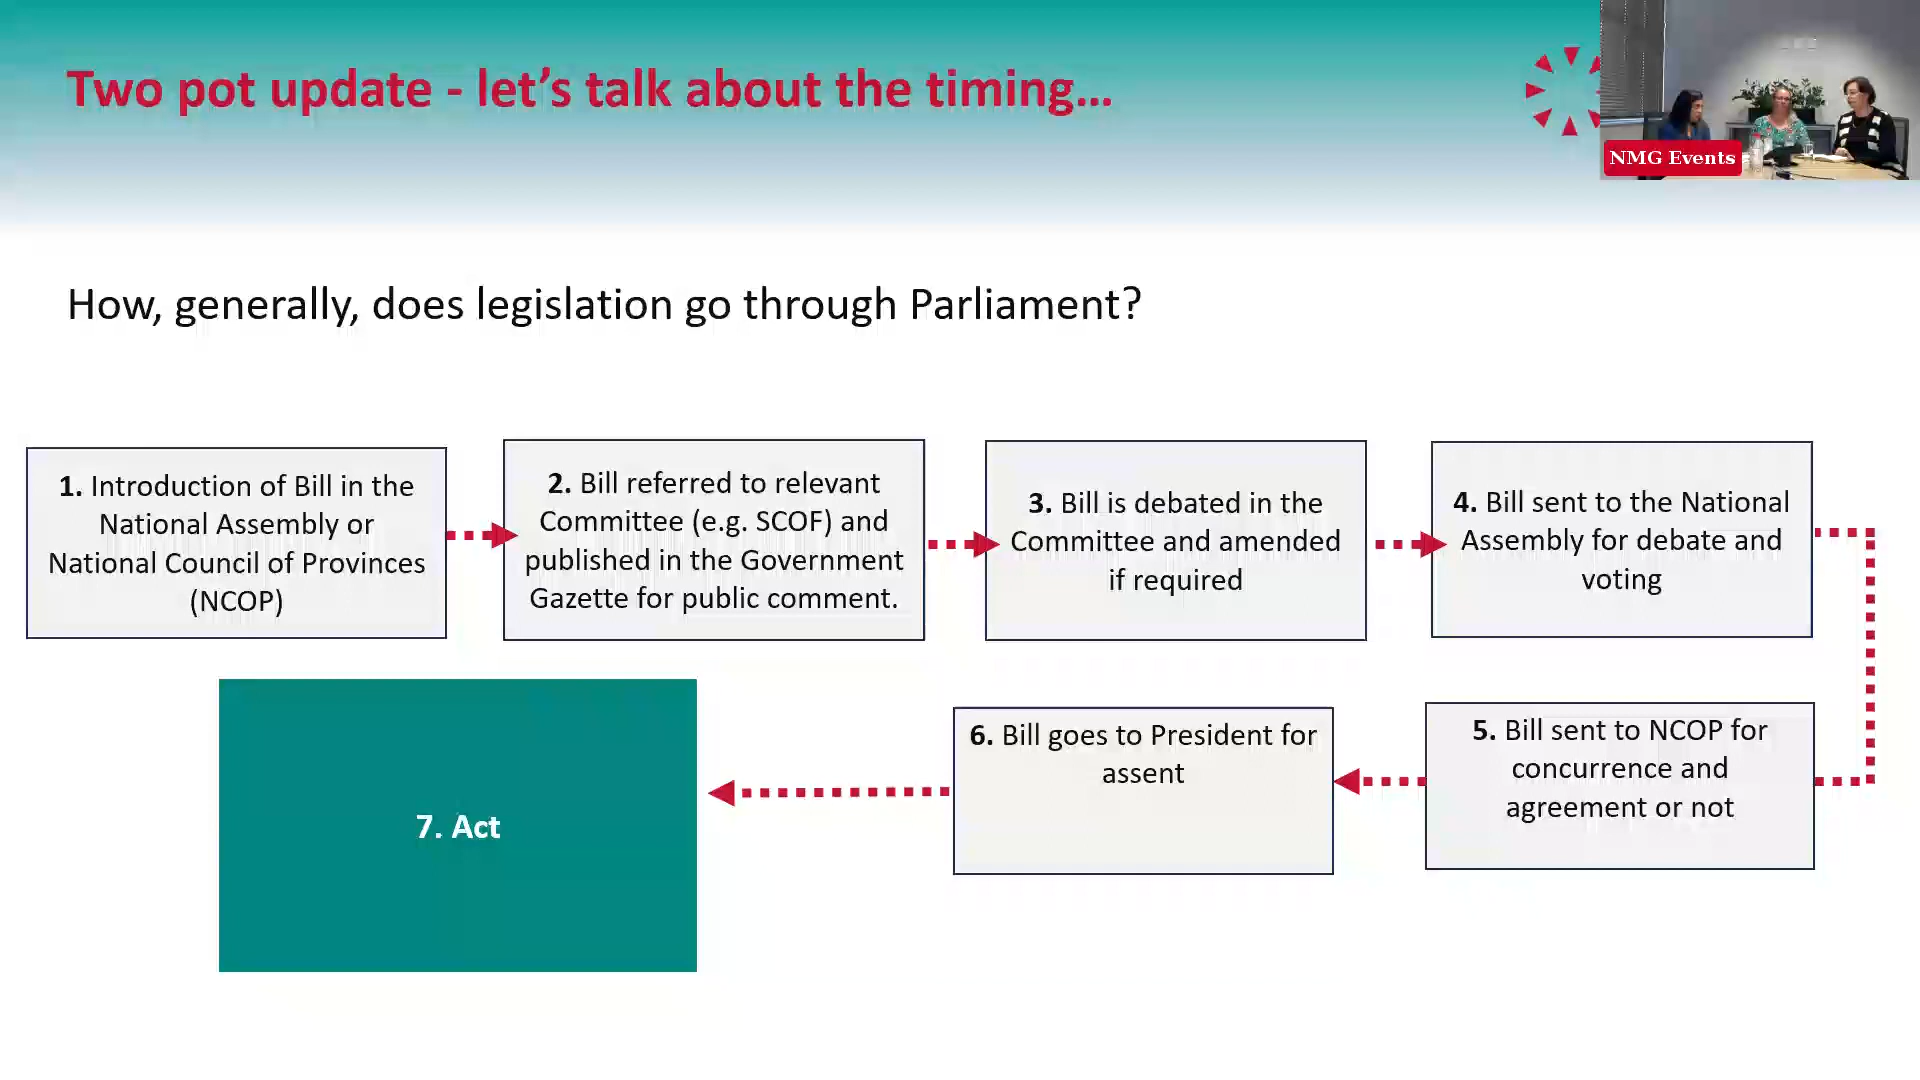 Two pot update - let's talk about the timing...
NMG Events
How, generally, does legislation go through Parliament?
1. Introduction of Bill in the
National Assembly or
National Council of Provinces
(NCOP)
2. Bill referred to relevant
Committee (e.g. SCOF) and
published in the Government
Gazette for public comment.
3. Bill is debated in the
Committee and amended
if required
4. Bill sent to the National
Assembly for debate and
voting
5. Bill sent to NCOP for
concurrence and
agreement or not
6. Bill goes to President for
assent
7. Act